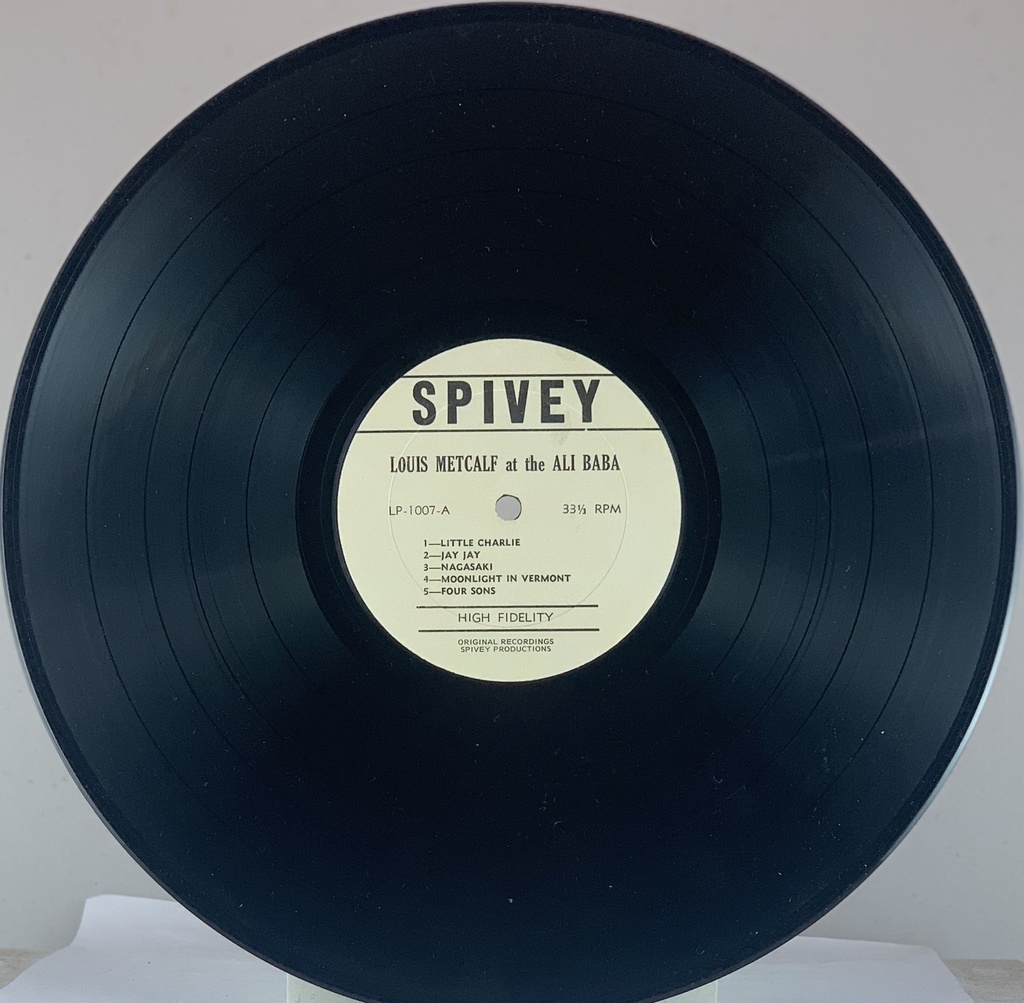 SPIVEY
LOUIS METCALF at the ALI BABA
LP-1007-A 33⅓ RPM
1—LITTLE CHARLIE
2—JAY JAY
3—NAGASAKI
4—MOONLIGHT IN VERMONT
5—FOUR SONS
HIGH FIDELITY
ORIGINAL RECORDINGS
SPIVEY PRODUCTIONS